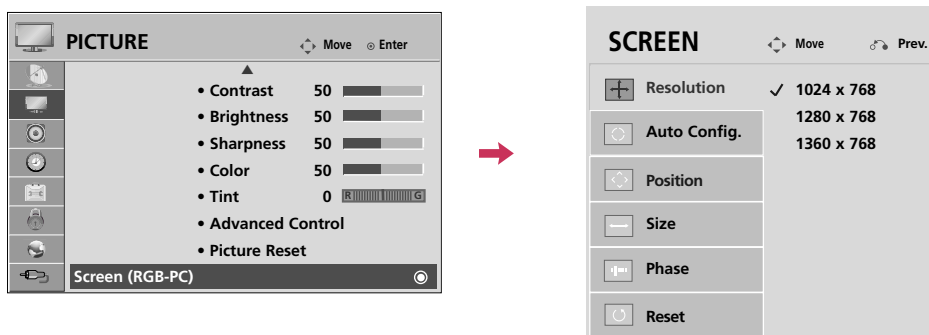 PICTURE Move Enter
• Contrast 50
• Brightness 50
• Sharpness 50
• Color 50
• Tint 0 R G
• Advanced Control
• Picture Reset
Screen (RGB-PC)
SCREEN Move Prev.
Resolution ✓ 1024 x 768
1280 x 768
Auto Config.
1360 x 768
Position
Size
Phase
Reset